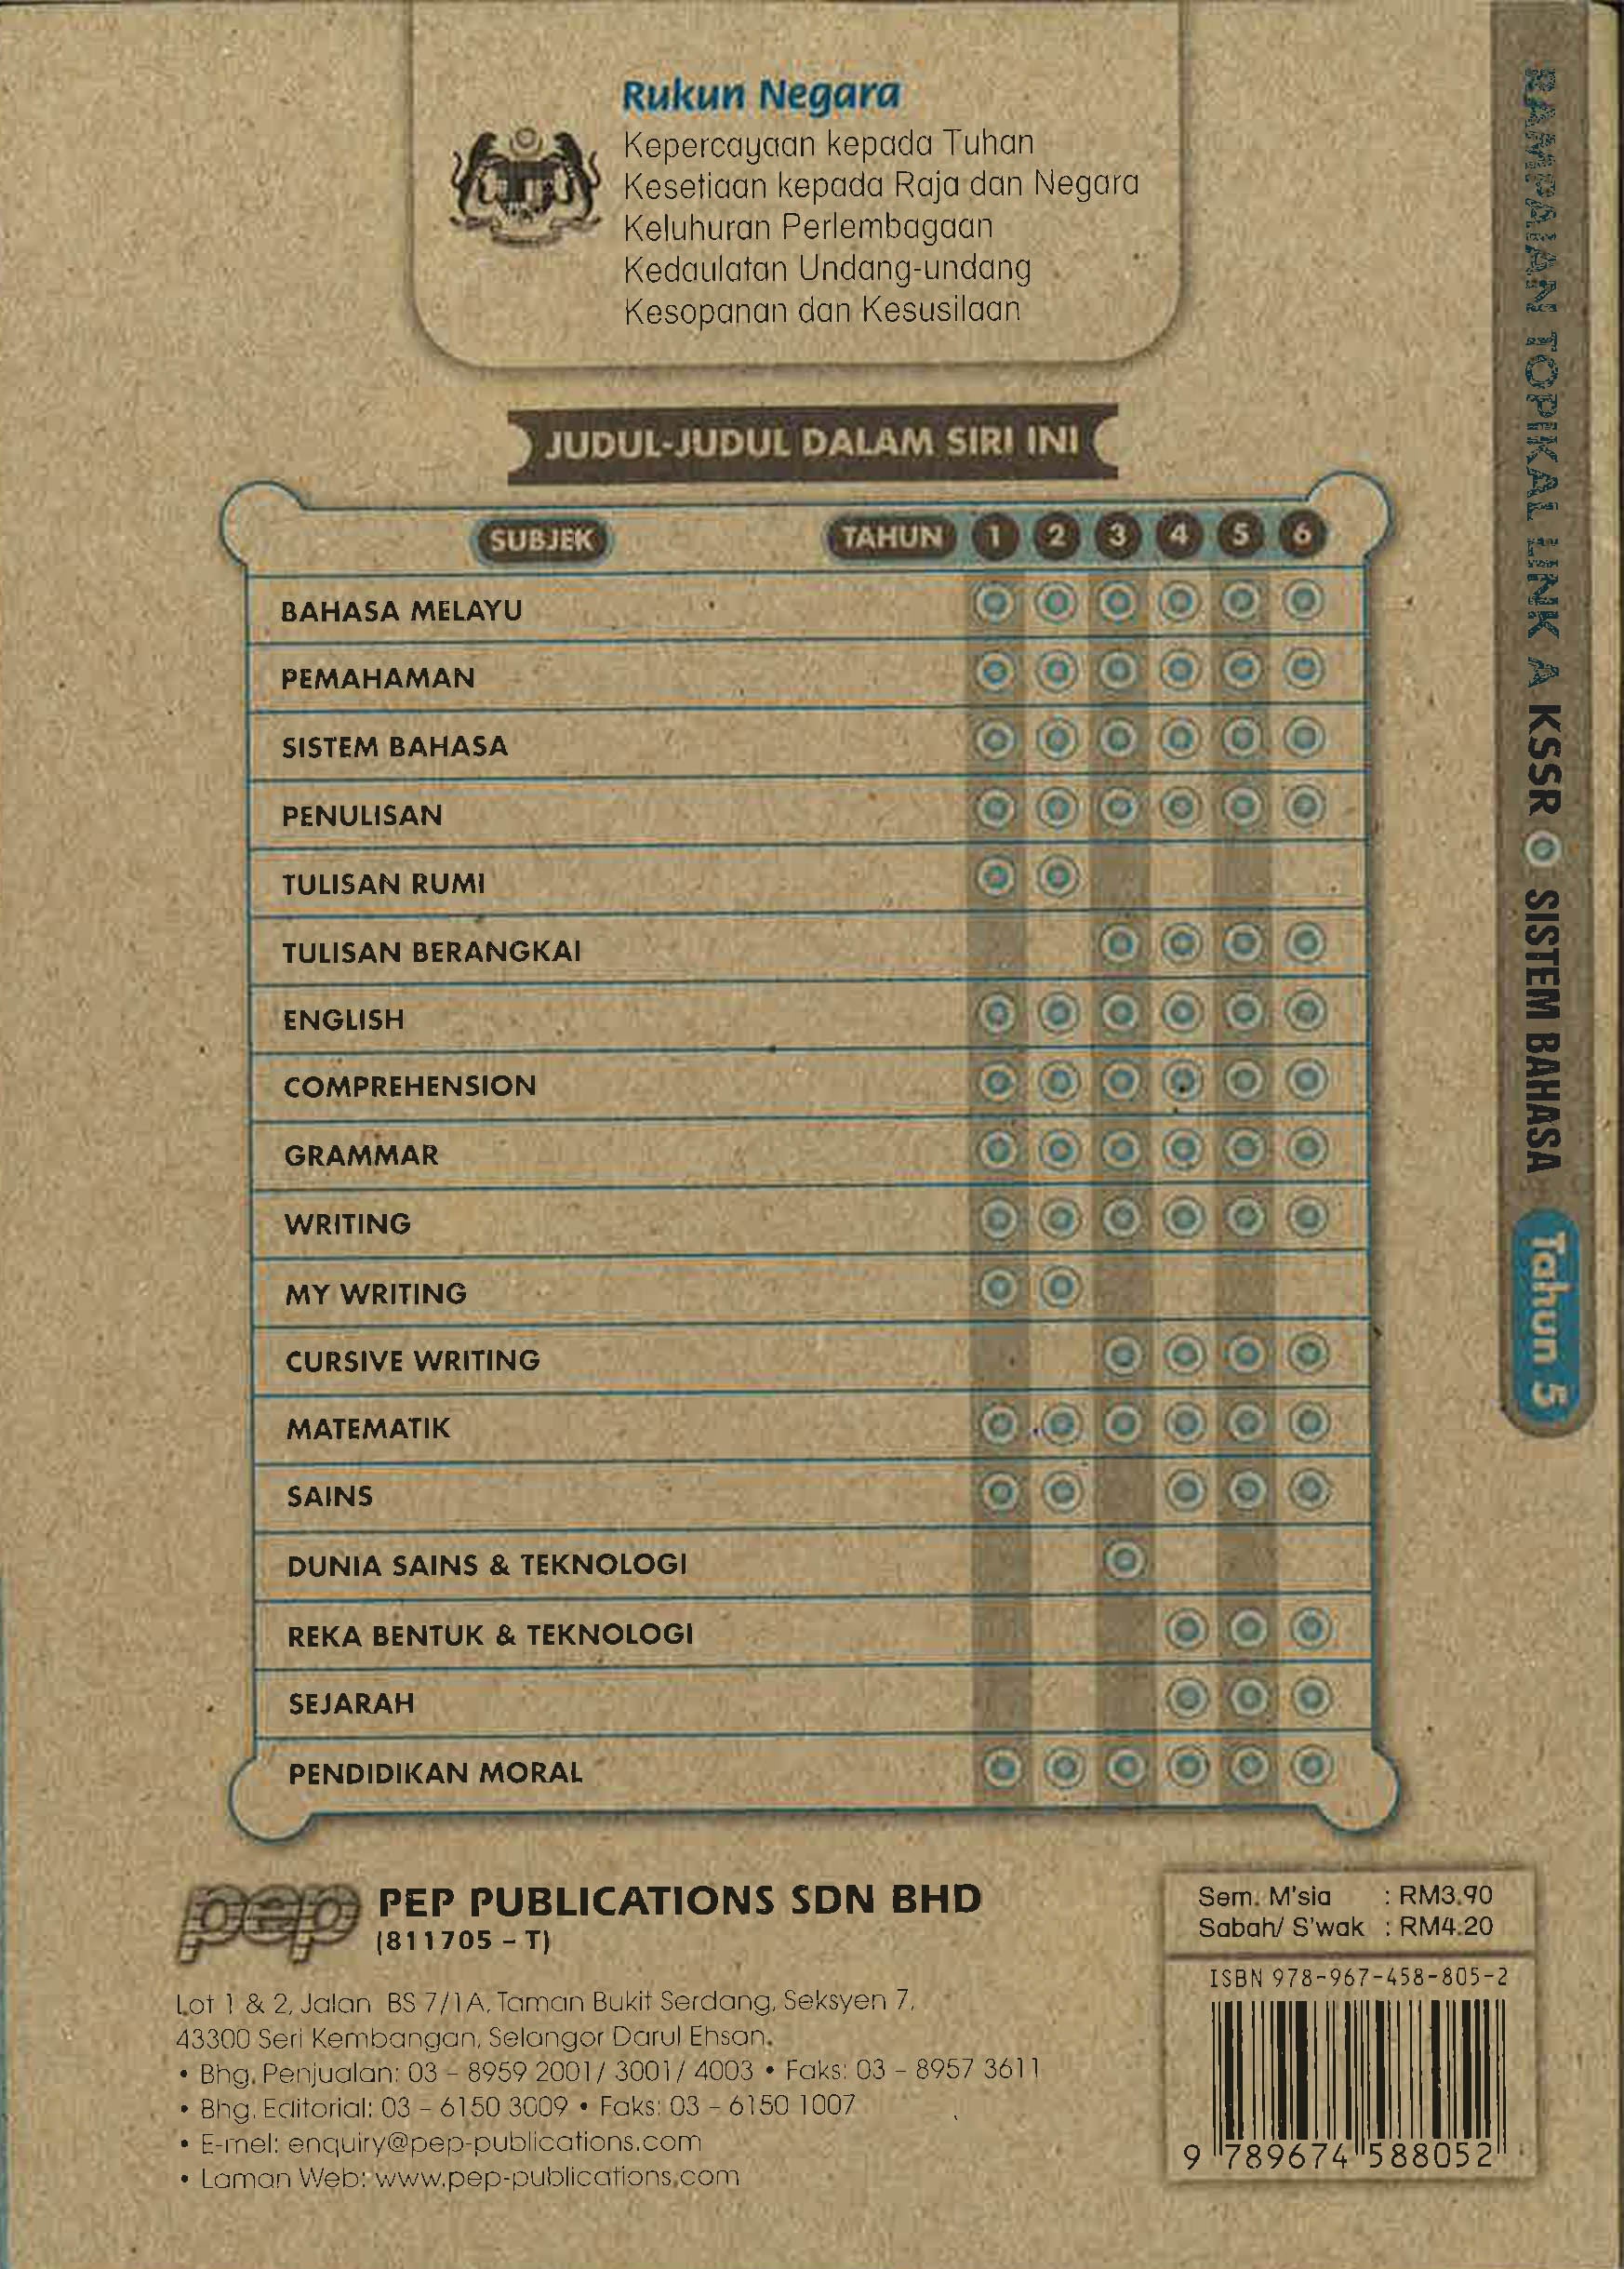 Rukun Negara
Kepercayaan kepada Tuhan
Kesetiaan kepada Raja dan Negara
Keluhuran Perlembagaan
Kedaulatan Undang-undang
Kesopanan dan Kesusilaan
JUDUL-JUDUL DALAM SIRI INI
SUBJEK TAHUN 1 2 3 4 5 6
BAHASA MELAYU
PEMAHAMAN
SISTEM BAHASA
PENULISAN
TULISAN RUMI
TULISAN BERANGKAI
ENGLISH
COMPREHENSION
GRAMMAR
WRITING
MY WRITING
CURSIVE WRITING
MATEMATIK
SAINS
DUNIA SAINS & TEKNOLOGI
REKA BENTUK & TEKNOLOGI
SEJARAH
PENDIDIKAN MORAL
pep PEP PUBLICATIONS SDN BHD
(811705 - T)
Lot 1 & 2, Jalan BS 7/1A, Taman Bukit Serdang, Seksyen 7,
43300 Seri Kembangan, Selangor Darul Ehsan.
• Bhg. Penjualan: 03 - 8959 2001/ 3001/ 4003 • Faks: 03 - 8957 3611
• Bhg. Editorial: 03 - 6150 3009 • Faks: 03 - 6150 1007
• E-mel: enquiry@pep-publications.com
• Laman Web: www.pep-publications.com
Sem. M'sia : RM3.90
Sabah/ S'wak : RM4.20
ISBN 978-967-458-805-2
9 789674 588052
RAMPAIAN TOPIKAL LINK A KSSR SISTEM BAHASA Tahun 5